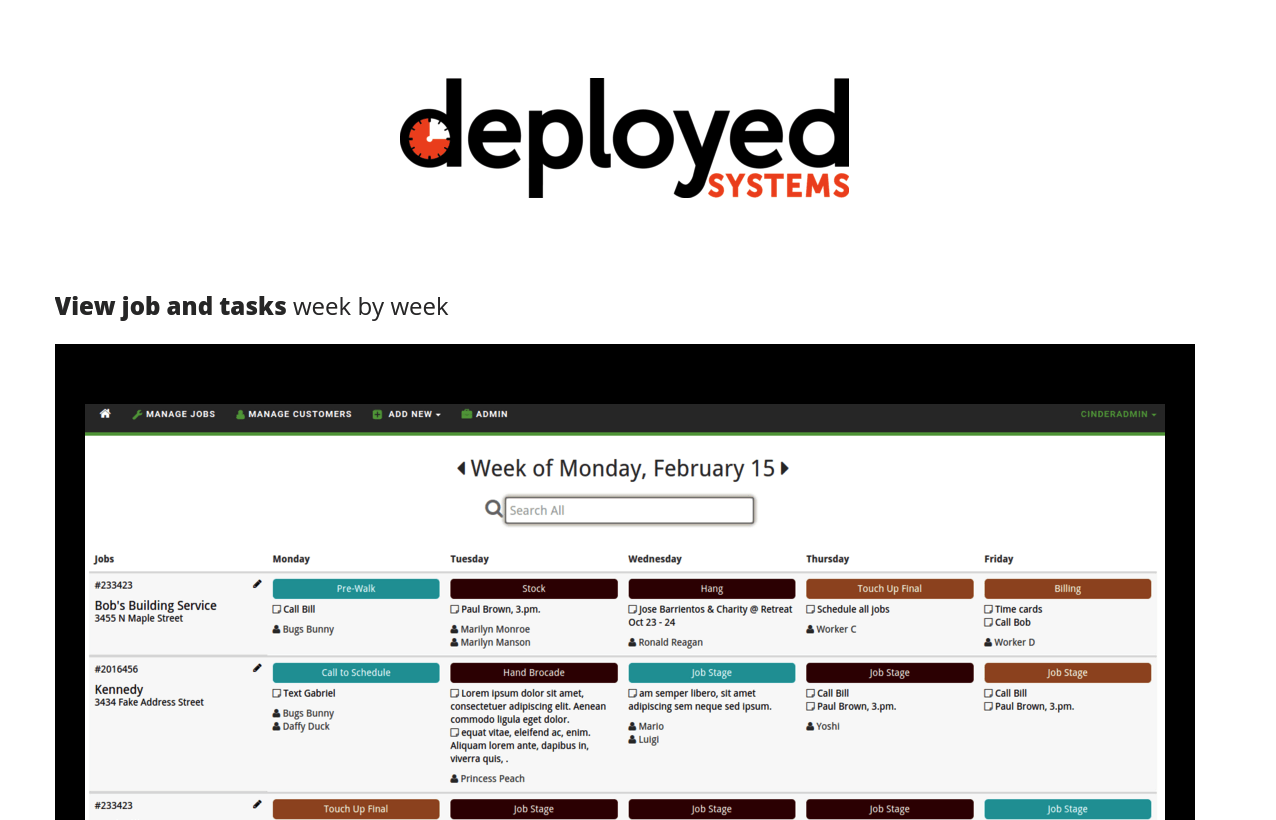 deployed
SYSTEMS
View job and tasks week by week
MANAGE JOBS MANAGE CUSTOMERS ADD NEW ADMIN CINDERADMIN
Week of Monday, February 15
Search All
Jobs Monday Tuesday Wednesday Thursday Friday
#233423
Bob's Building Service
3455 N Maple Street
Pre-Walk
Call Bill
Bugs Bunny
Stock
Paul Brown, 3.pm.
Marilyn Monroe
Marilyn Manson
Hang
Jose Barrientos & Charity @ Retreat
Oct 23 - 24
Ronald Reagan
Touch Up Final
Schedule all jobs
Worker C
Billing
Time cards
Call Bob
Worker D
#2016456
Kennedy
3434 Fake Address Street
Call to Schedule
Text Gabriel
Bugs Bunny
Daffy Duck
Hand Brocade
Lorem ipsum dolor sit amet,
consectetuer adipiscing elit. Aenean
commodo ligula eget dolor.
equat vitae, eleifend ac, enim.
Aliquam lorem ante, dapibus in,
viverra quis, .
Princess Peach
Job Stage
am semper libero, sit amet
adipiscing sem neque sed ipsum.
Mario
Luigi
Job Stage
Call Bill
Paul Brown, 3.pm.
Yoshi
Job Stage
Call Bill
Paul Brown, 3.pm.
#233423
Touch Up Final
Job Stage
Job Stage
Job Stage
Job Stage